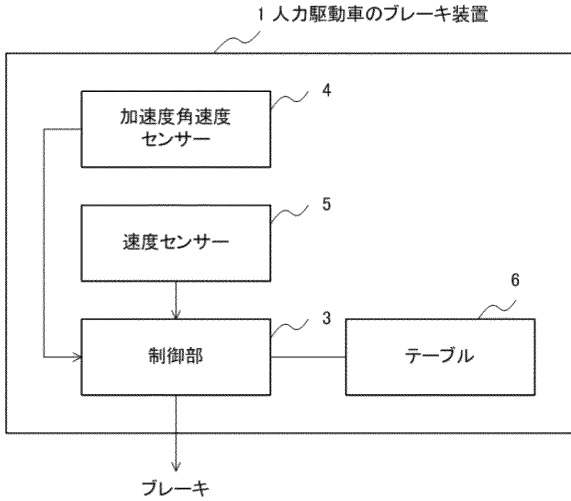 1 人力駆動車のブレーキ装置
4
加速度角速度
センサー
5
速度センサー
6
3
制御部
テーブル
ブレーキ